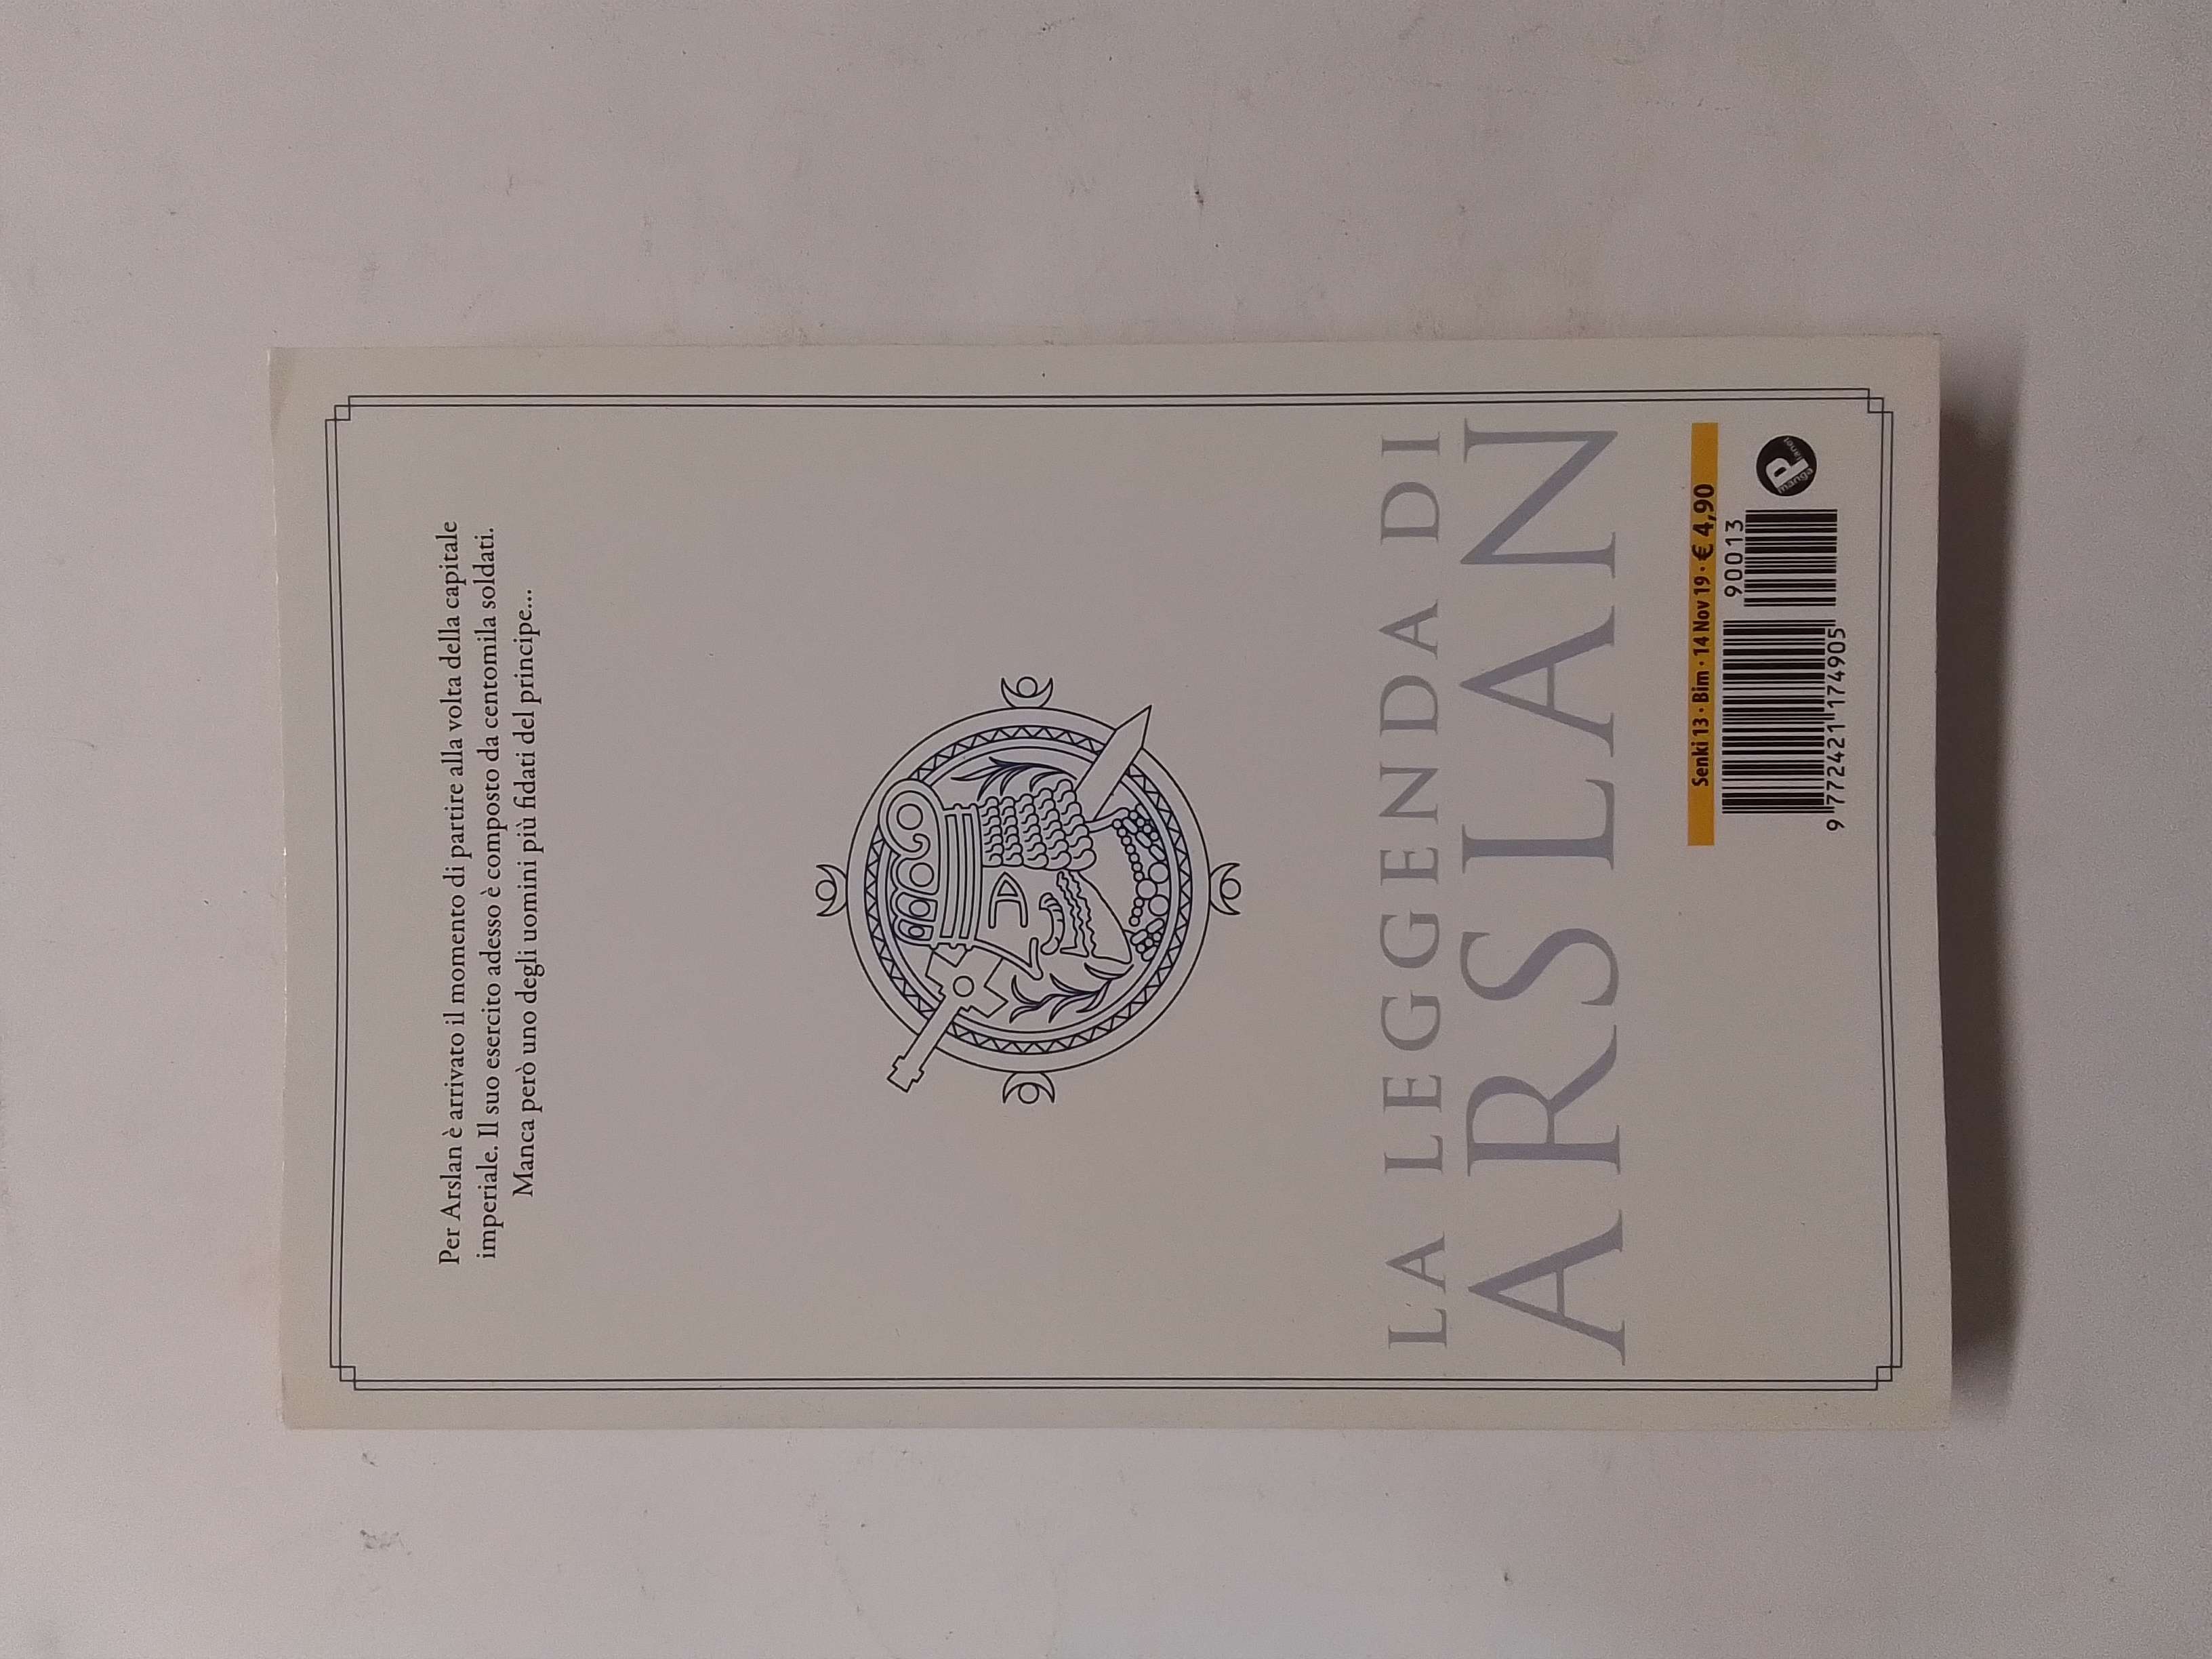 Per Arslan è arrivato il momento di partire alla volta della capitale
imperiale. Il suo esercito adesso è composto da centomila soldati.
Manca però uno degli uomini più fidati del principe...
LA LEGGENDA DI
ARSLAN
Senki 13 · Bim · 14 Nov 19 · € 4,90
90013
9 772421 174905
manga
Planet